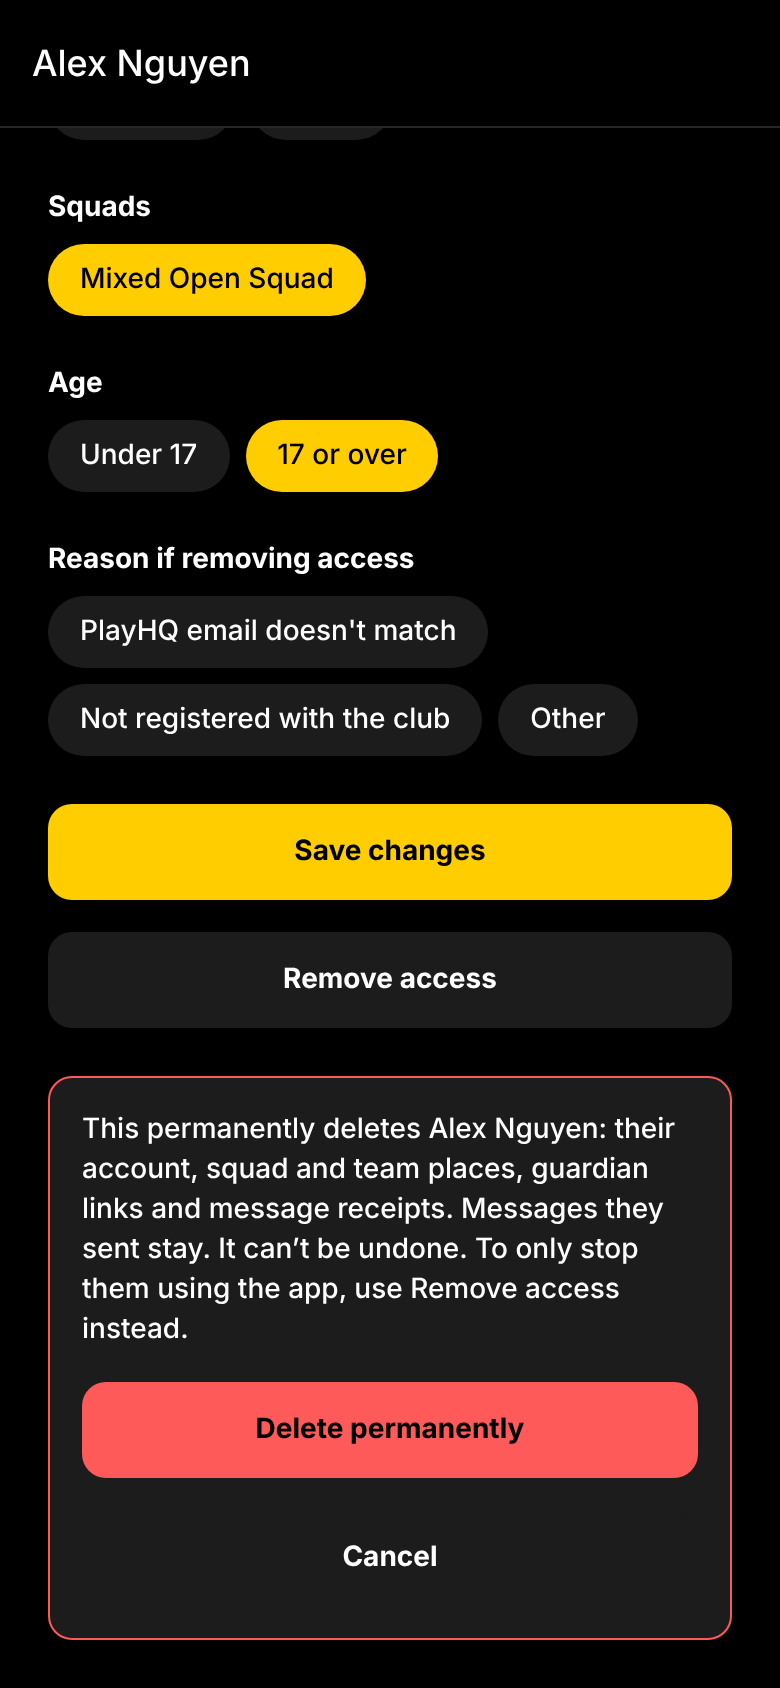 Alex Nguyen
Squads
Mixed Open Squad
Age
Under 17
17 or over
Reason if removing access
PlayHQ email doesn't match
Not registered with the club
Other
Save changes
Remove access
This permanently deletes Alex Nguyen: their
account, squad and team places, guardian
links and message receipts. Messages they
sent stay. It can’t be undone. To only stop
them using the app, use Remove access
instead.
Delete permanently
Cancel